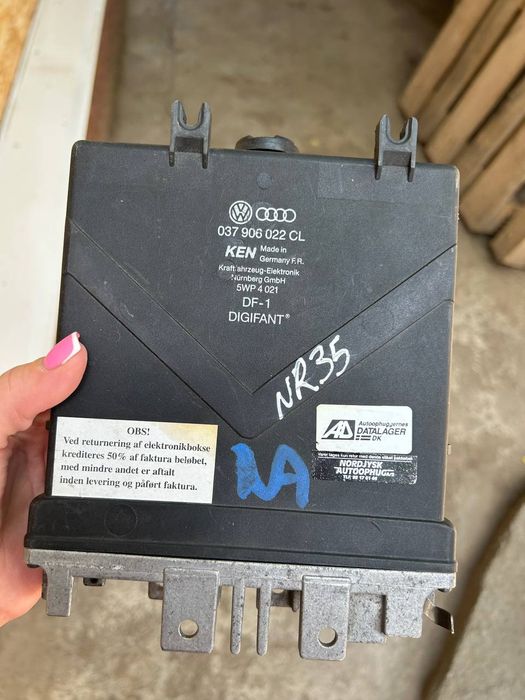 037 906 022 CL
KEN Made in
Germany F.R.
Kraftfahrzeug-Elektronik
Nürnberg GmbH
5WP 4 021
DF-1
DIGIFANT®
NR35
OBS!
Ved returnering af elektronikbokse
krediteres 50% af faktura beløbet,
med mindre andet er aftalt
inden levering og påført faktura.
Autoophuggernes
DATALAGER
DK
NORDJYSK
AUTOOPHUG